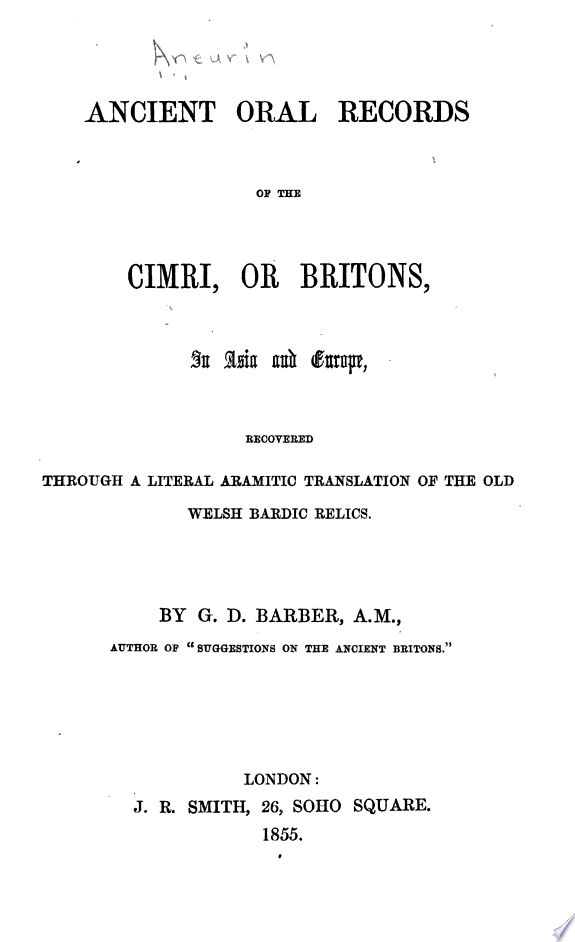 Aneurin
ANCIENT ORAL RECORDS
OF THE
CIMRI, OR BRITONS,
In Asia and Europe,
RECOVERED
THROUGH A LITERAL ARAMITIC TRANSLATION OF THE OLD
WELSH BARDIC RELICS.
BY G. D. BARBER, A.M.,
AUTHOR OF “SUGGESTIONS ON THE ANCIENT BRITONS.”
LONDON:
J. R. SMITH, 26, SOHO SQUARE.
1855.